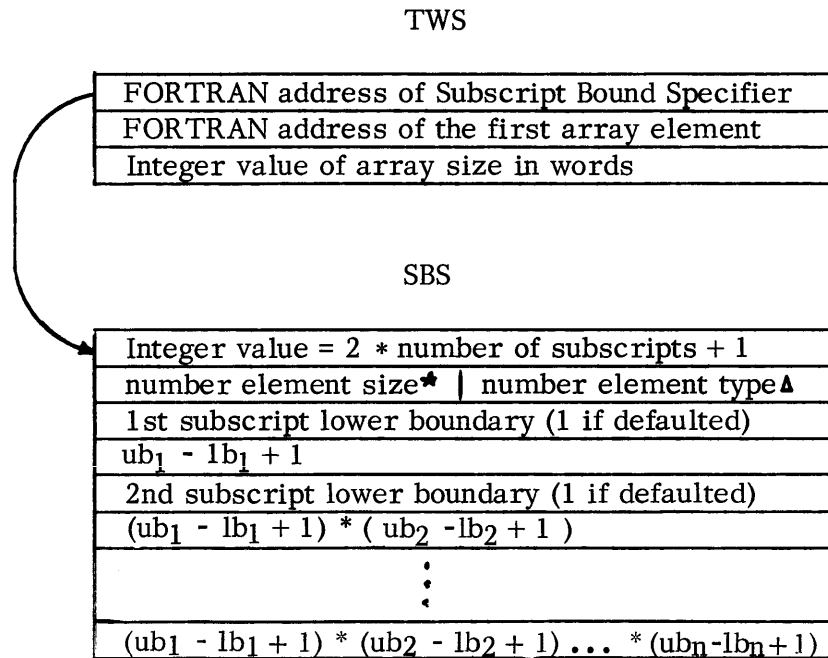 TWS
FORTRAN address of Subscript Bound Specifier
FORTRAN address of the first array element
Integer value of array size in words
SBS
Integer value = 2 * number of subscripts + 1
number element size* | number element type∆
1st subscript lower boundary (1 if defaulted)
ub₁ - lb₁ + 1
2nd subscript lower boundary (1 if defaulted)
(ub₁ - lb₁ + 1) * ( ub₂ -lb₂ + 1 )
⋮
(ub₁ - lb₁ + 1) * (ub₂ - lb₂ + 1) ... * (ubₙ-lbₙ+1)